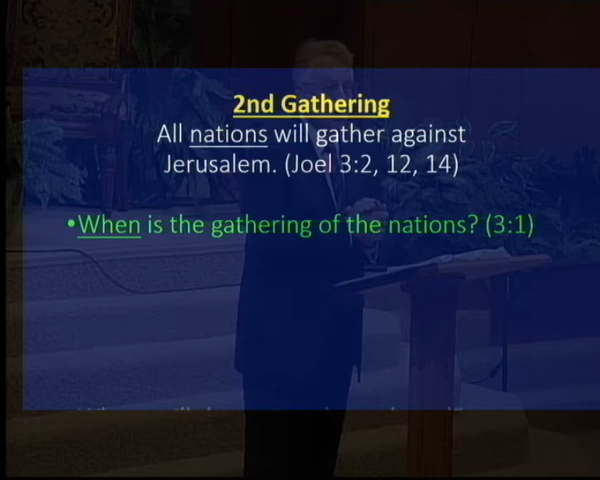 2nd Gathering
All nations will gather against
Jerusalem. (Joel 3:2, 12, 14)
•When is the gathering of the nations? (3:1)